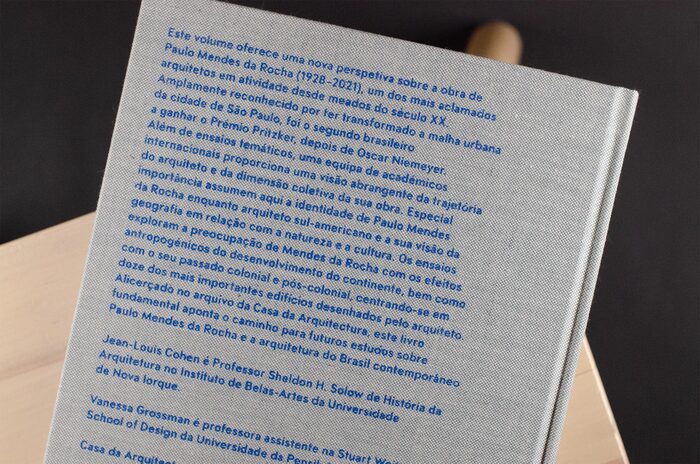 Este volume oferece uma nova perspetiva sobre a obra de
Paulo Mendes da Rocha (1928–2021), um dos mais aclamados
arquitetos em atividade desde meados do século XX.
Amplamente reconhecido por ter transformado a malha urbana
da cidade de São Paulo, foi o segundo brasileiro
a ganhar o Prémio Pritzker, depois de Oscar Niemeyer.
Além de ensaios temáticos, uma equipa de académicos
internacionais proporciona uma visão abrangente da trajetória
do arquiteto e da dimensão coletiva da sua obra. Especial
importância assumem aqui a identidade de Paulo Mendes
da Rocha enquanto arquiteto sul-americano e a sua visão da
geografia em relação com a natureza e a cultura. Os ensaios
exploram a preocupação de Mendes da Rocha com os efeitos
antropogénicos do desenvolvimento do continente, bem como
com o seu passado colonial e pós-colonial, centrando-se em
doze dos mais importantes edifícios desenhados pelo arquiteto.
Alicerçado no arquivo da Casa da Arquitectura, este livro
fundamental aponta o caminho para futuros estudos sobre
Paulo Mendes da Rocha e a arquitetura do Brasil contemporâneo
Jean-Louis Cohen é Professor Sheldon H. Solow de História da
Arquitetura no Instituto de Belas-Artes da Universidade
de Nova Iorque.
Vanessa Grossman é professora assistente na Stuart
School of Design da Universidade da
Casa da